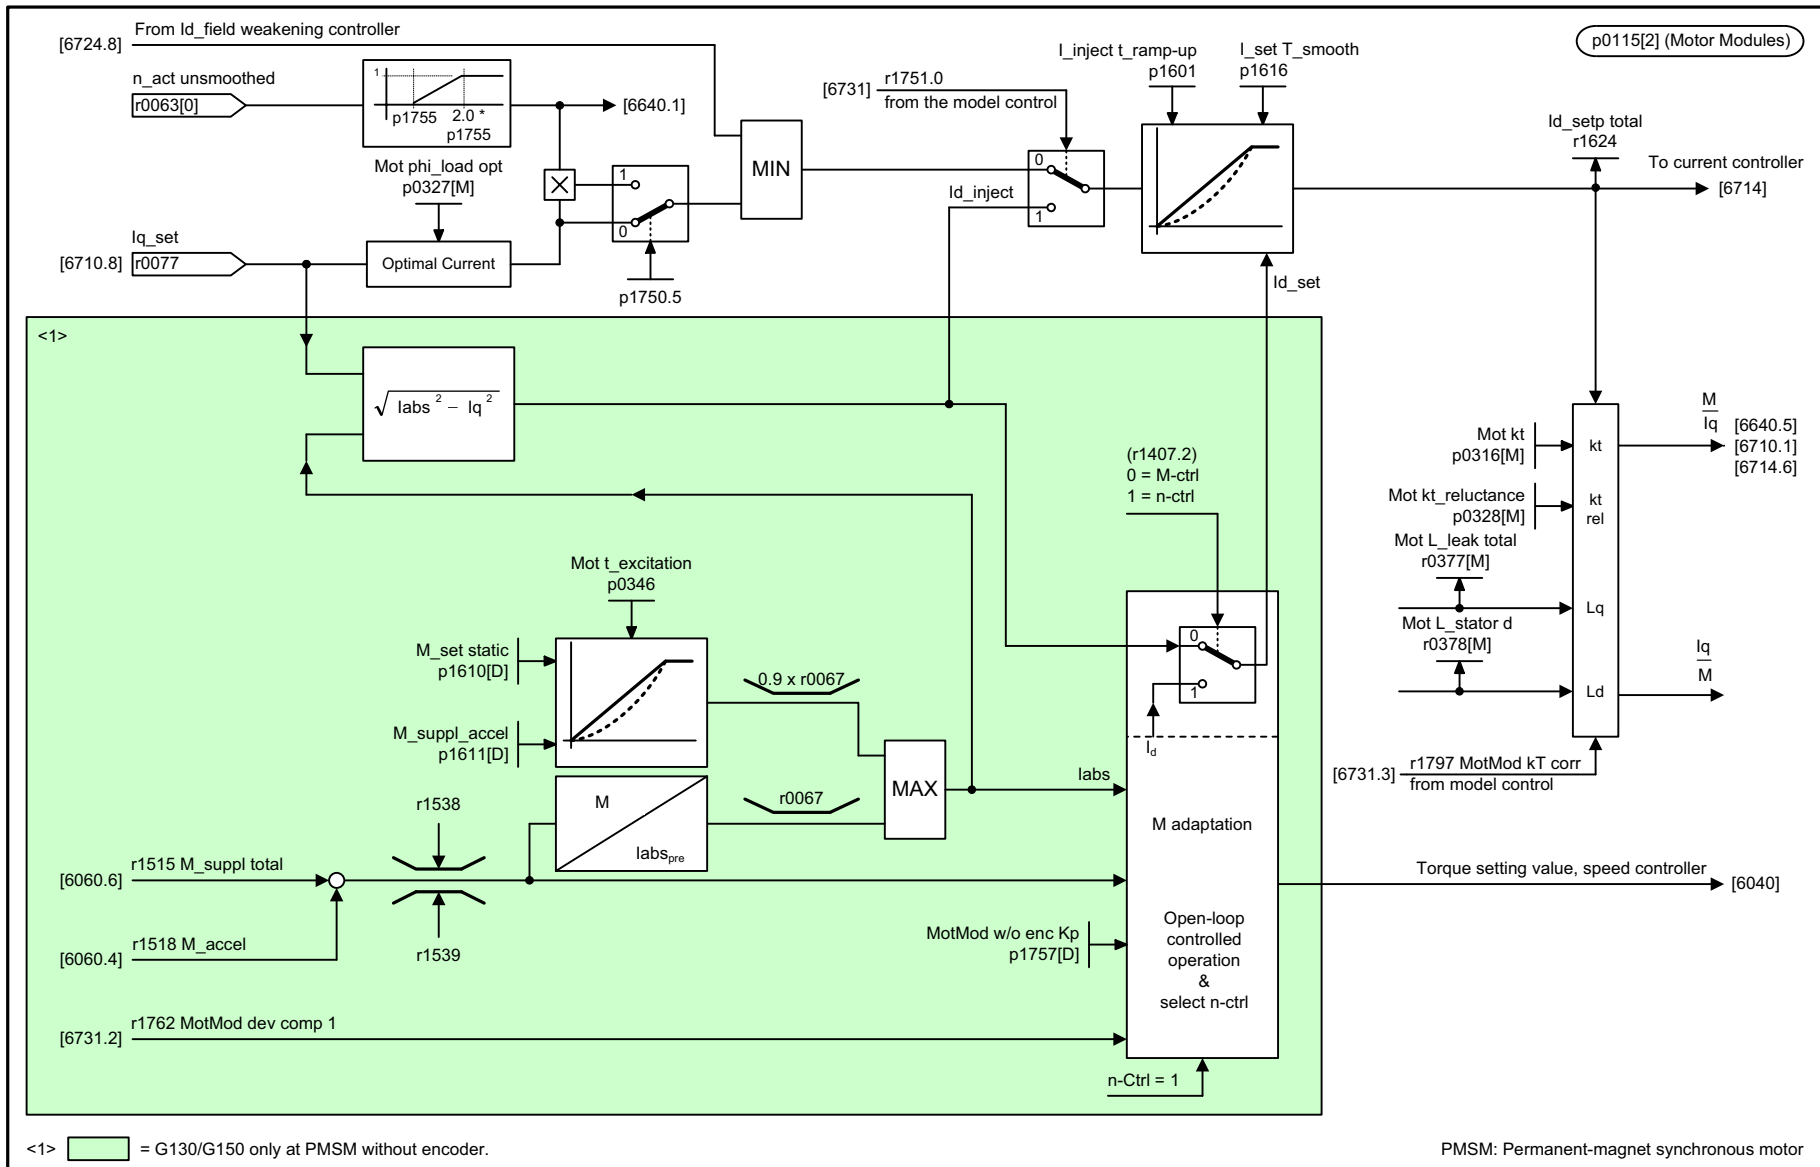 From Id_field weakening controller
[6724.8]
p0115[2] (Motor Modules)
n_act unsmoothed
r0063[0]
1
p1755
2.0 *
p1755
[6640.1]
Mot phi_load opt
p0327[M]
Iq_set
[6710.8]
r0077
Optimal Current
1
0
p1750.5
MIN
[6731]
r1751.0
from the model control
Id_inject
0
1
I_inject t_ramp-up
p1601
I_set T_smooth
p1616
Id_set
Id_setp total
r1624
To current controller
[6714]
<1>
√ Iabs 2 – Iq 2
(r1407.2)
0 = M-ctrl
1 = n-ctrl
Mot kt
p0316[M]
kt
M
Iq
[6640.5]
[6710.1]
[6714.6]
Mot kt_reluctance
p0328[M]
kt
rel
Mot L_leak total
r0377[M]
Lq
Mot L_stator d
r0378[M]
Ld
Iq
M
[6731.3]
r1797 MotMod kT corr
from model control
Mot t_excitation
p0346
M_set static
p1610[D]
M_suppl_accel
p1611[D]
0.9 x r0067
M
Iabspre
r0067
MAX
Iabs
0
1
Id
M adaptation
r1538
[6060.6]
r1515 M_suppl total
[6060.4]
r1518 M_accel
r1539
MotMod w/o enc Kp
p1757[D]
Open-loop
controlled
operation
&
select n-ctrl
Torque setting value, speed controller
[6040]
[6731.2]
r1762 MotMod dev comp 1
n-Ctrl = 1
<1> = G130/G150 only at PMSM without encoder.
PMSM: Permanent-magnet synchronous motor